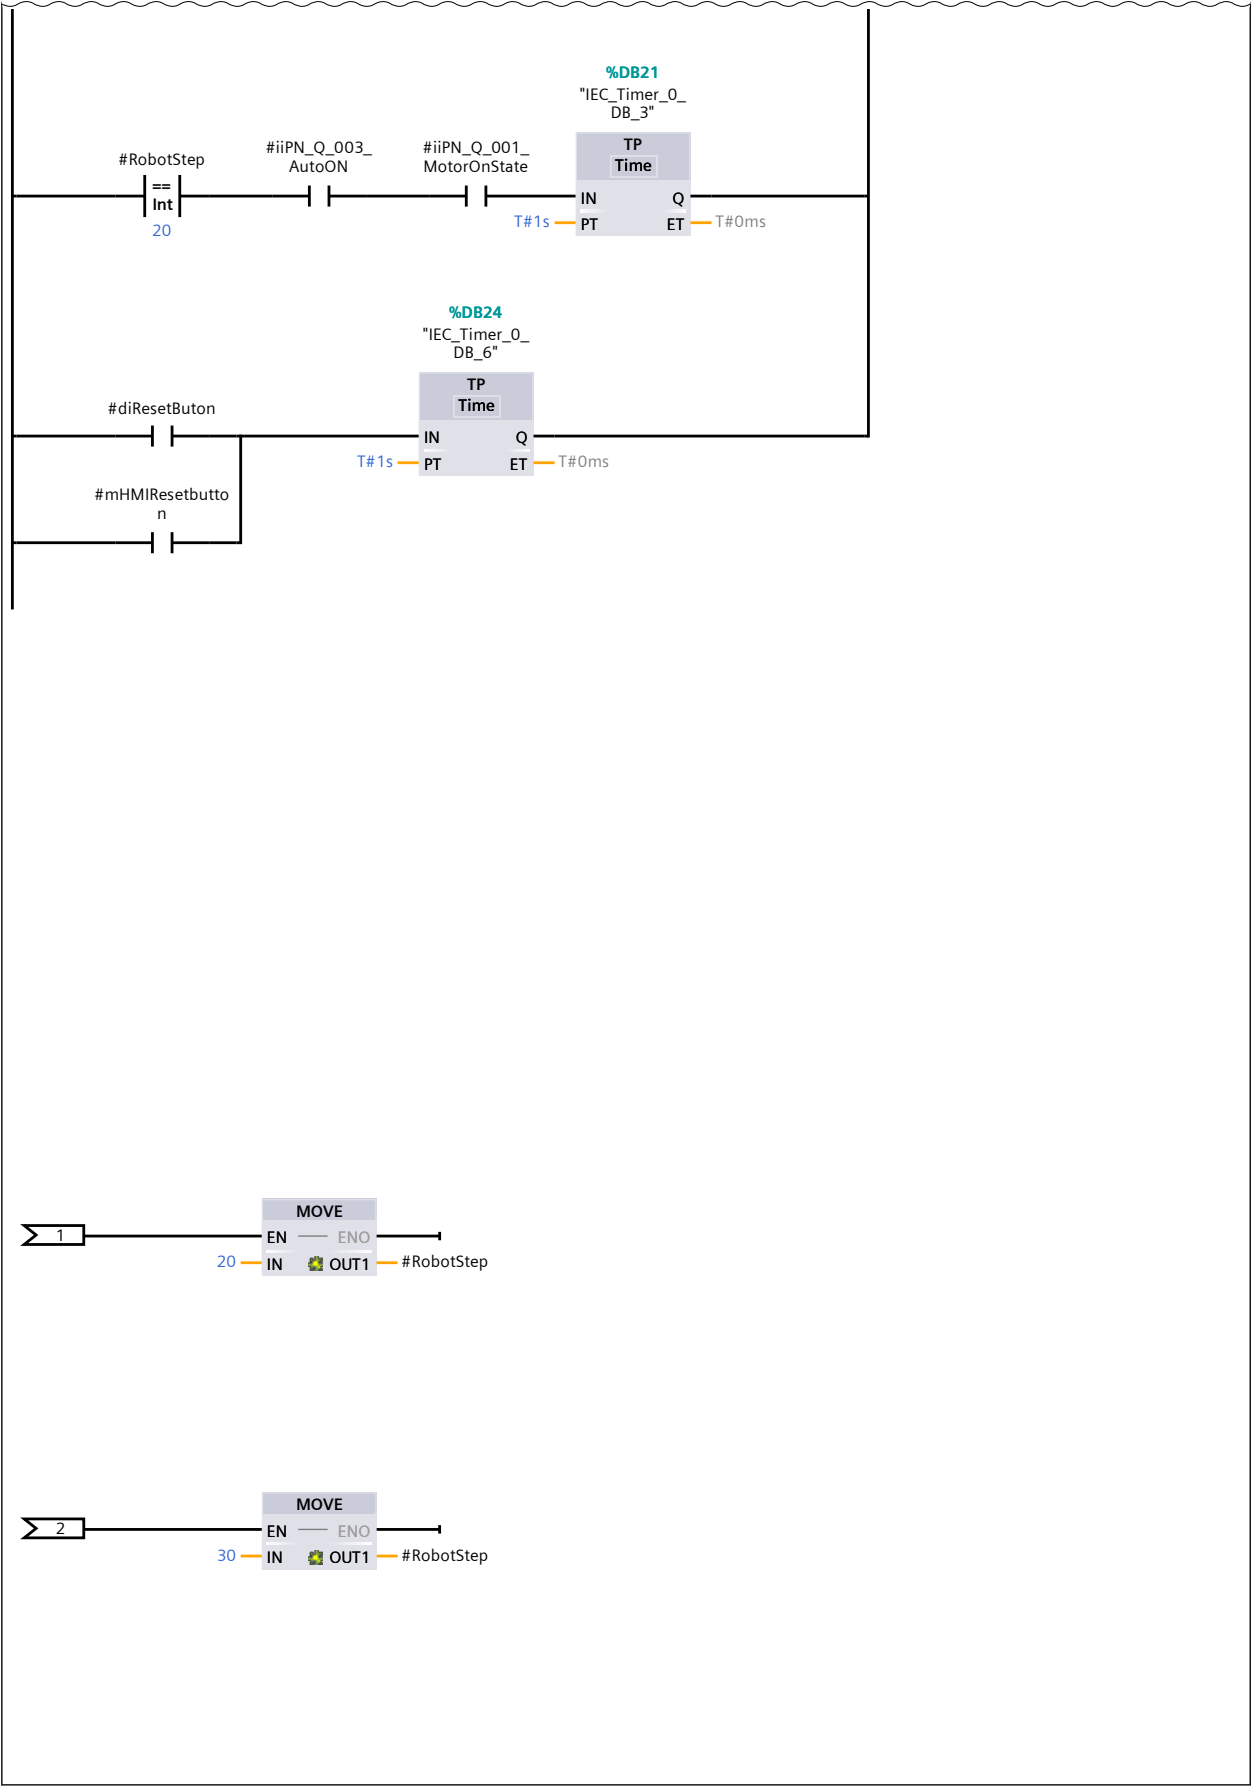 %DB21
"IEC_Timer_0_
DB_3"
TP
Time
#RobotStep
#iiPN_Q_003_
AutoON
#iiPN_Q_001_
MotorOnState
==
Int
20
IN Q
T#1s PT ET T#0ms
%DB24
"IEC_Timer_0_
DB_6"
TP
Time
#diResetButon
IN Q
T#1s PT ET T#0ms
#mHMIResetbutto
n
MOVE
1 EN ENO
20 IN OUT1 #RobotStep
MOVE
2 EN ENO
30 IN OUT1 #RobotStep